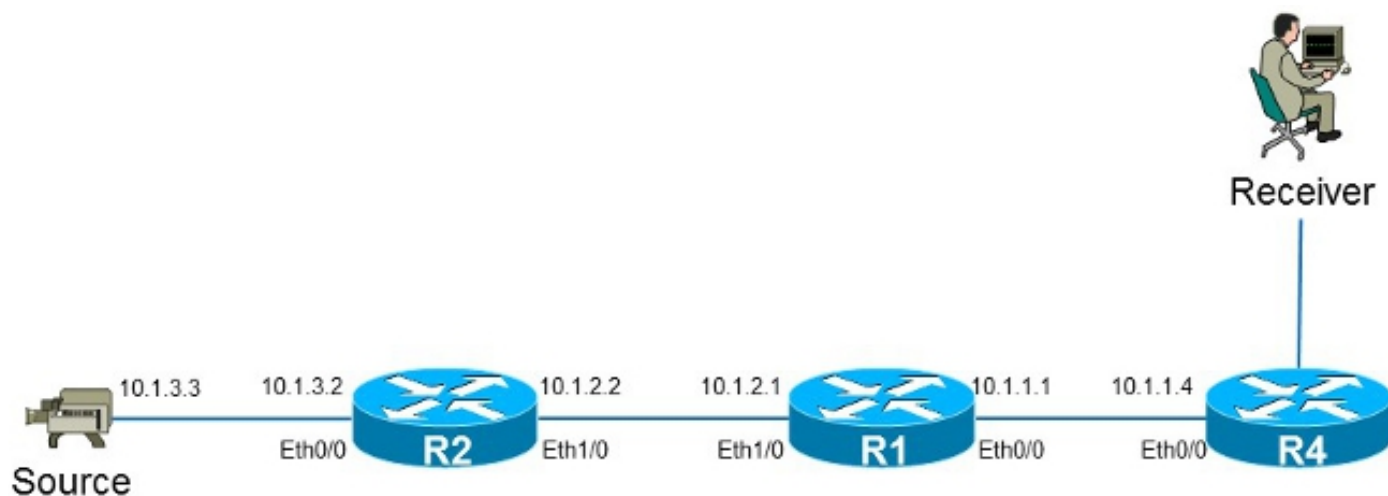 Receiver
10.1.3.3 10.1.3.2 10.1.2.2 10.1.2.1 10.1.1.1 10.1.1.4
Eth0/0 R2 Eth1/0 Eth1/0 R1 Eth0/0 Eth0/0 R4
Source